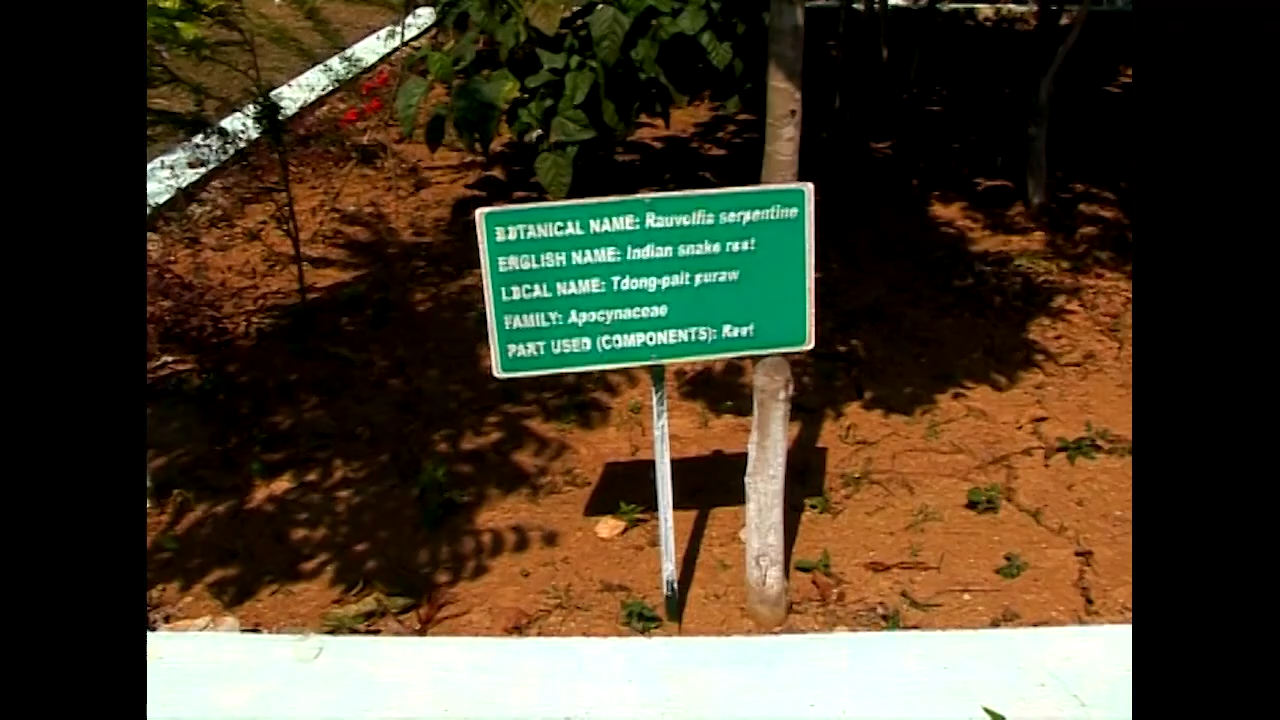 BOTANICAL NAME: Rauvolfia serpentine
ENGLISH NAME: Indian snake root
LOCAL NAME: Tdong-pait puraw
FAMILY: Apocynaceae
PART USED (COMPONENTS): Root